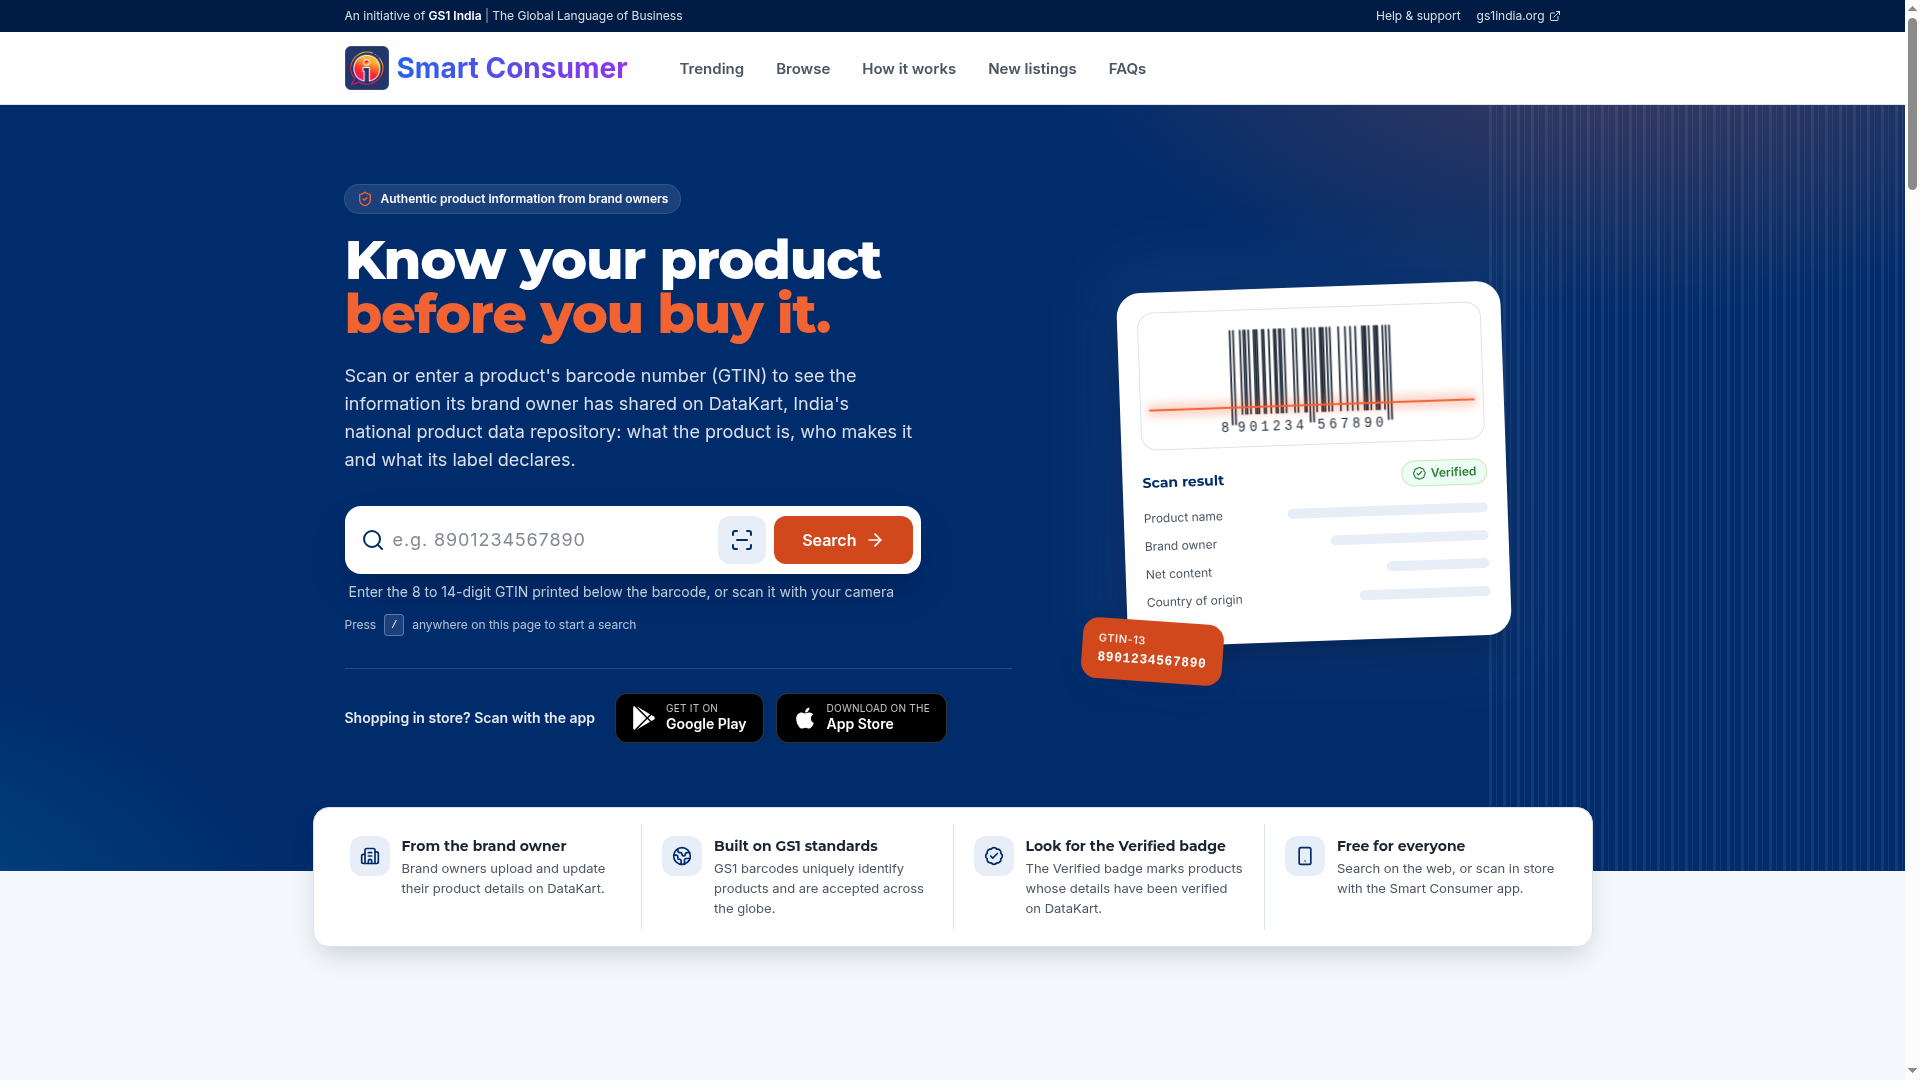 An initiative of GS1 India | The Global Language of Business
Help & support
gs1india.org
Smart Consumer
Trending
Browse
How it works
New listings
FAQs
Authentic product information from brand owners
Know your product
before you buy it.
Scan or enter a product's barcode number (GTIN) to see the
information its brand owner has shared on DataKart, India's
national product data repository: what the product is, who makes it
and what its label declares.
e.g. 8901234567890
Search
Enter the 8 to 14-digit GTIN printed below the barcode, or scan it with your camera
Press / anywhere on this page to start a search
Shopping in store? Scan with the app
GET IT ON
Google Play
DOWNLOAD ON THE
App Store
8 901234 567890
Scan result
Verified
Product name
Brand owner
Net content
Country of origin
GTIN-13
8901234567890
From the brand owner
Brand owners upload and update
their product details on DataKart.
Built on GS1 standards
GS1 barcodes uniquely identify
products and are accepted across
the globe.
Look for the Verified badge
The Verified badge marks products
whose details have been verified
on DataKart.
Free for everyone
Search on the web, or scan in store
with the Smart Consumer app.